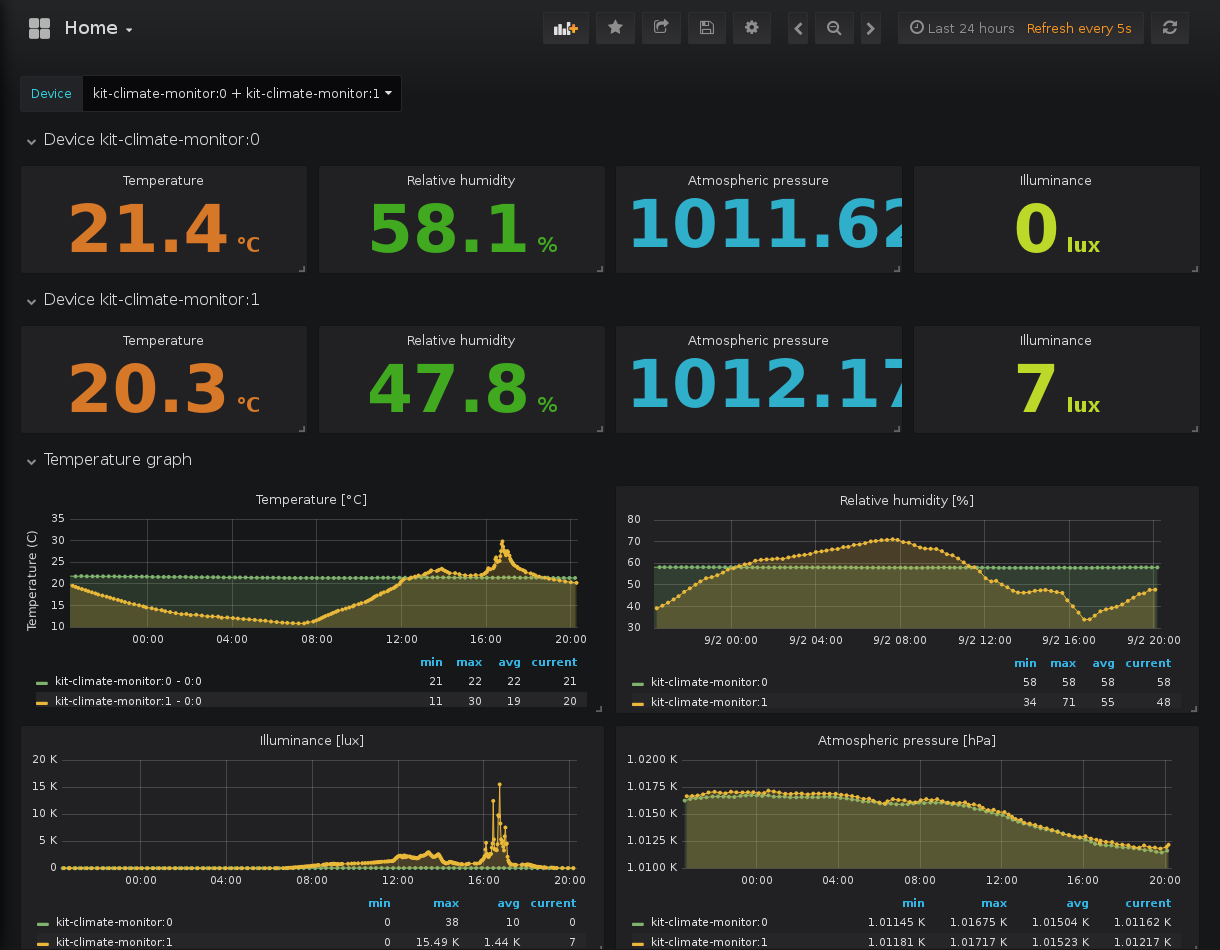 Home
Last 24 hours Refresh every 5s
Device kit-climate-monitor:0 + kit-climate-monitor:1
Device kit-climate-monitor:0
Temperature Relative humidity Atmospheric pressure Illuminance
21.4 °C 58.1 % 1011.62 0 lux
Device kit-climate-monitor:1
Temperature Relative humidity Atmospheric pressure Illuminance
20.3 °C 47.8 % 1012.17 7 lux
Temperature graph
Temperature [°C]
Temperature (C)
35
30
25
20
15
10
00:00 04:00 08:00 12:00 16:00 20:00
min max avg current
kit-climate-monitor:0 - 0:0 21 22 22 21
kit-climate-monitor:1 - 0:0 11 30 19 20
Relative humidity [%]
80
70
60
50
40
30
9/2 00:00 9/2 04:00 9/2 08:00 9/2 12:00 9/2 16:00 9/2 20:00
min max avg current
kit-climate-monitor:0 58 58 58 58
kit-climate-monitor:1 34 71 55 48
Illuminance [lux]
20 K
15 K
10 K
5 K
0
00:00 04:00 08:00 12:00 16:00 20:00
min max avg current
kit-climate-monitor:0 0 38 10 0
kit-climate-monitor:1 0 15.49 K 1.44 K 7
Atmospheric pressure [hPa]
1.0200 K
1.0175 K
1.0150 K
1.0125 K
1.0100 K
00:00 04:00 08:00 12:00 16:00 20:00
min max avg current
kit-climate-monitor:0 1.01145 K 1.01675 K 1.01504 K 1.01162 K
kit-climate-monitor:1 1.01181 K 1.01717 K 1.01523 K 1.01217 K